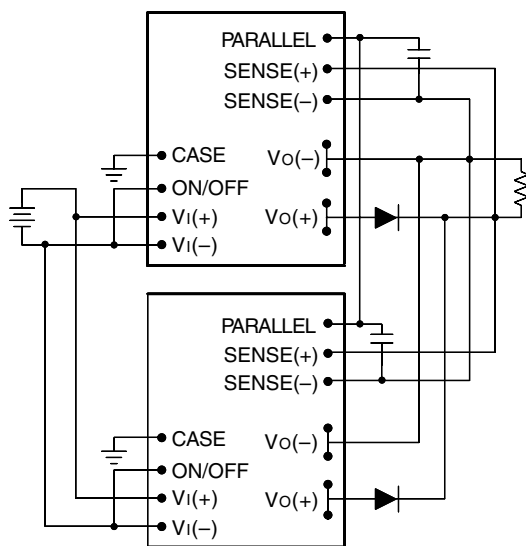 PARALLEL
SENSE(+)
SENSE(–)
CASE
VO(–)
ON/OFF
VI(+)
VO(+)
VI(–)
PARALLEL
SENSE(+)
SENSE(–)
CASE
VO(–)
ON/OFF
VI(+)
VO(+)
VI(–)